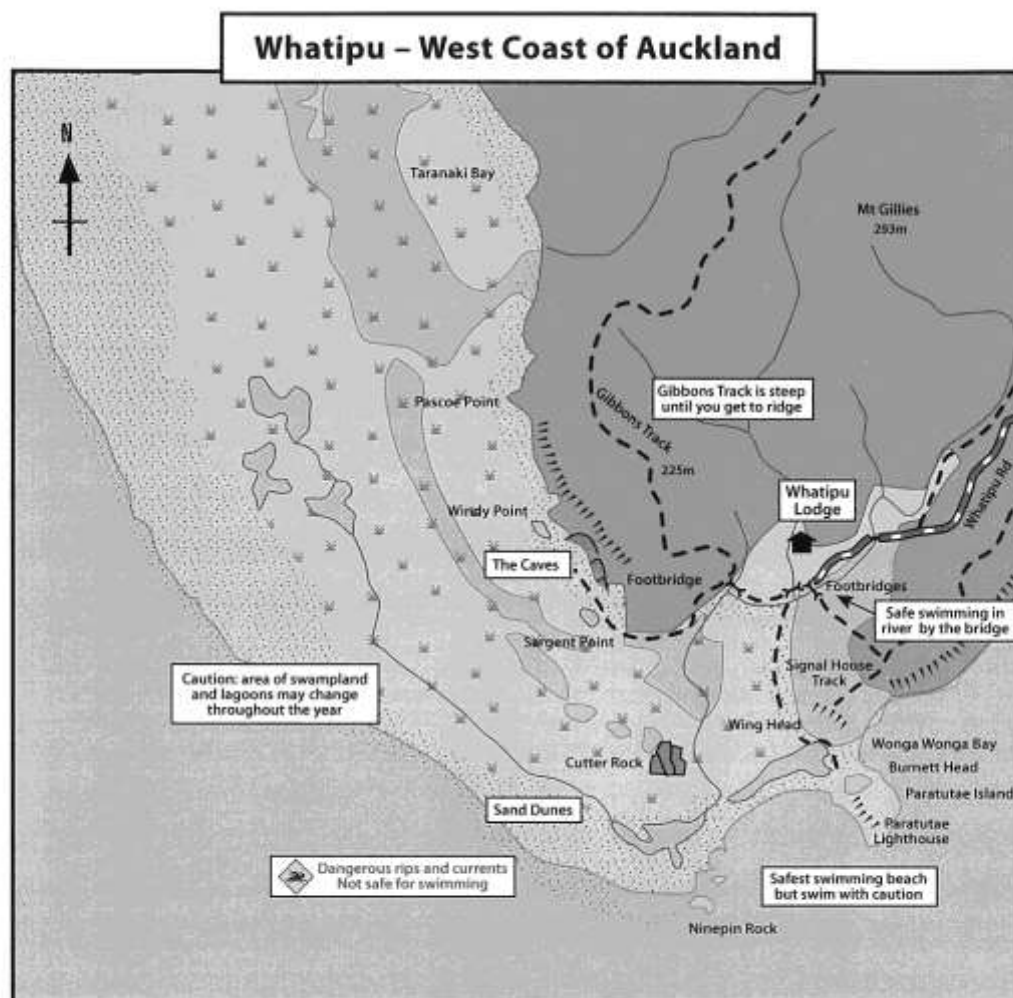 Whatipu – West Coast of Auckland
N
Taranaki Bay
Mt Gillies
293m
Gibbons Track is steep
until you get to ridge
Pascoe Point
Gibbons Track
225m
Whatipu
Lodge
Whatipu Rd
Windy Point
The Caves
Footbridge
Footbridges
Safe swimming in
river by the bridge
Sargent Point
Signal House
Track
Caution: area of swampland
and lagoons may change
throughout the year
Wing Head
Wonga Wonga Bay
Cutter Rock
Burnett Head
Paratutae Island
Sand Dunes
Paratutae
Lighthouse
Dangerous rips and currents
Not safe for swimming
Safest swimming beach
but swim with caution
Ninepin Rock